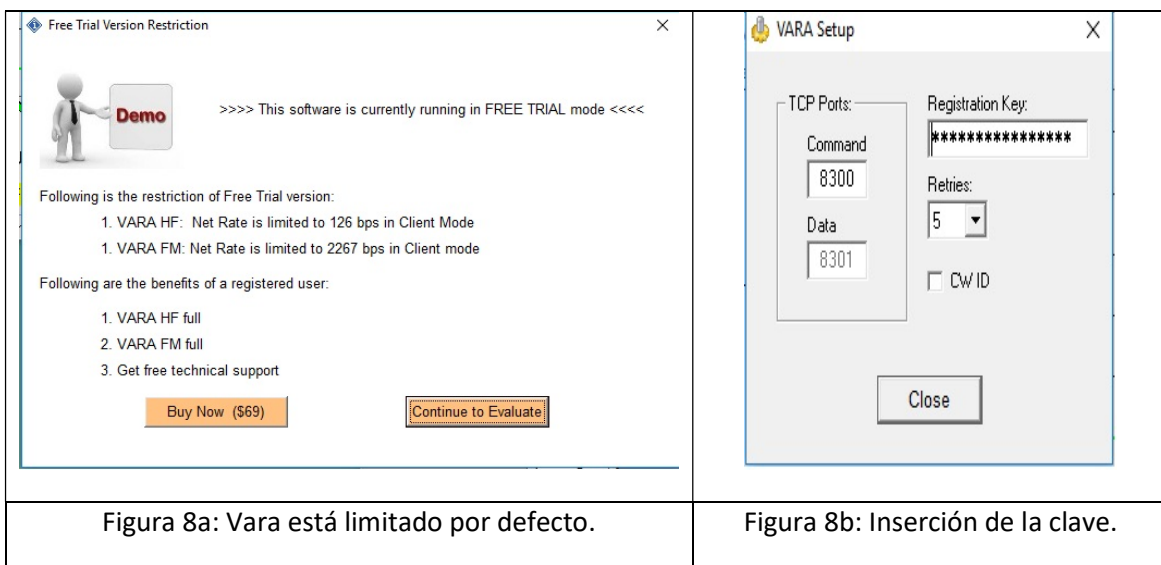 Free Trial Version Restriction
Demo
>>>> This software is currently running in FREE TRIAL mode <<<<
Following is the restriction of Free Trial version:
1. VARA HF: Net Rate is limited to 126 bps in Client Mode
1. VARA FM: Net Rate is limited to 2267 bps in Client mode
Following are the benefits of a registered user:
1. VARA HF full
2. VARA FM full
3. Get free technical support
Buy Now ($69)
Continue to Evaluate
Figura 8a: Vara está limitado por defecto.
VARA Setup
TCP Ports:
Command
8300
Data
8301
Registration Key:
****************
Retries:
5
CW ID
Close
Figura 8b: Inserción de la clave.